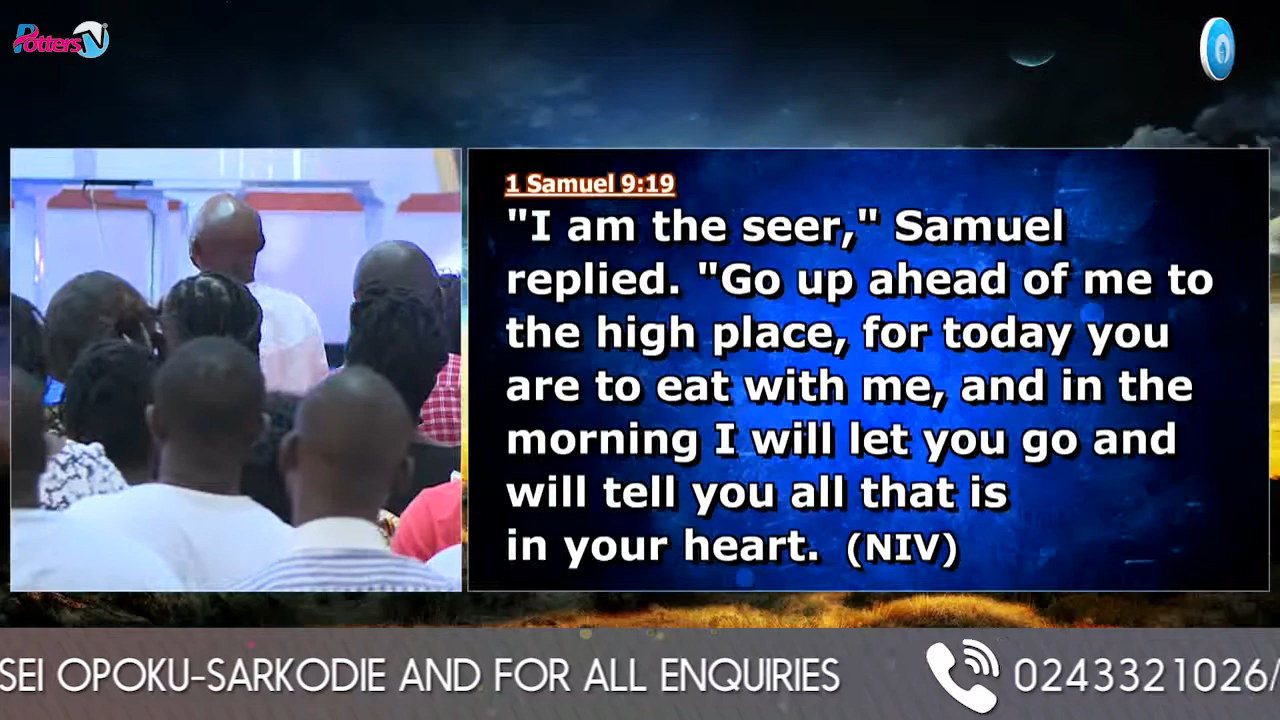 PottersTV
1 Samuel 9:19
"I am the seer," Samuel
replied. "Go up ahead of me to
the high place, for today you
are to eat with me, and in the
morning I will let you go and
will tell you all that is
in your heart. (NIV)
SEI OPOKU-SARKODIE AND FOR ALL ENQUIRIES 0243321026/